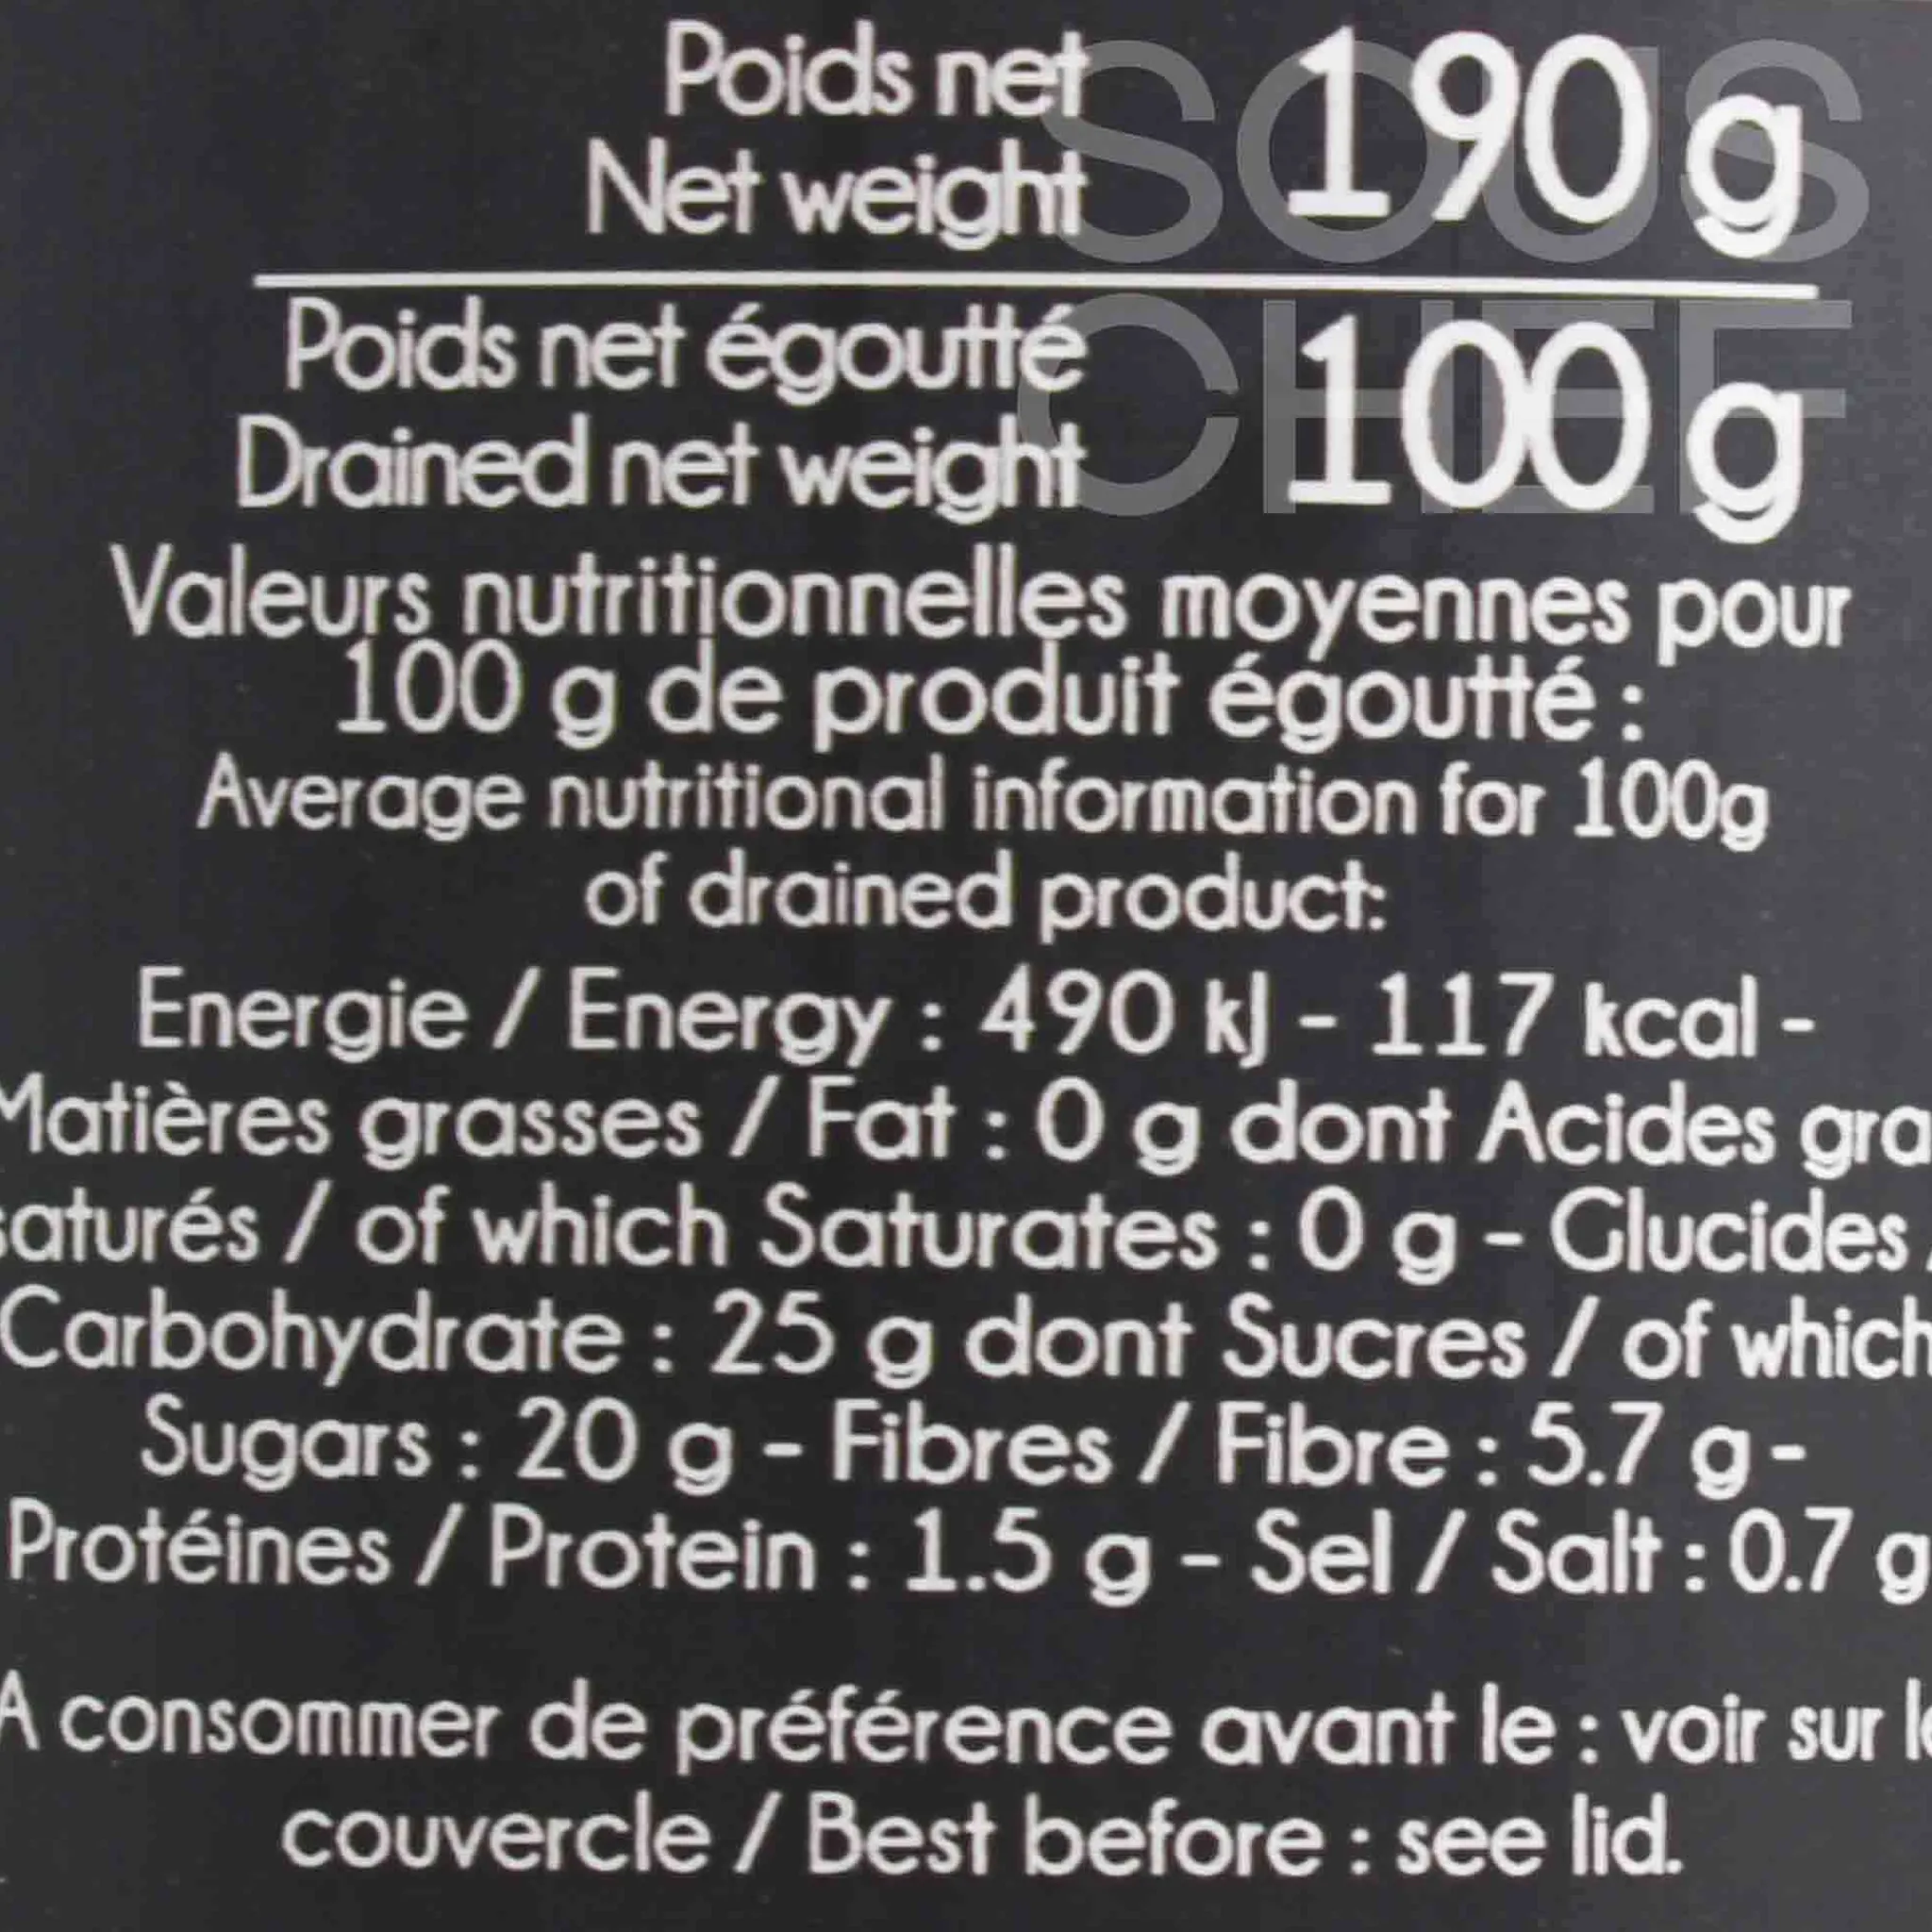 Poids net 190 g
Net weight
Poids net égoutté 100 g
Drained net weight
SOUS
CHEF
Valeurs nutritionnelles moyennes pour
100 g de produit égoutté :
Average nutritional information for 100g
of drained product:
Energie / Energy : 490 kJ - 117 kcal -
Matières grasses / Fat : 0 g dont Acides gra
saturés / of which Saturates : 0 g - Glucides /
Carbohydrate : 25 g dont Sucres / of which
Sugars : 20 g - Fibres / Fibre : 5.7 g -
Protéines / Protein : 1.5 g - Sel / Salt : 0.7 g
A consommer de préférence avant le : voir sur
couvercle / Best before : see lid.